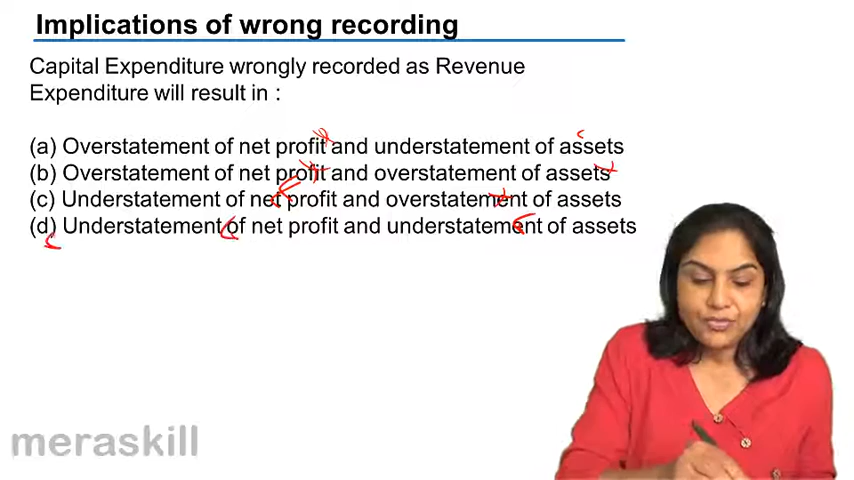 Implications of wrong recording
Capital Expenditure wrongly recorded as Revenue
Expenditure will result in :
(a) Overstatement of net profit and understatement of assets
(b) Overstatement of net profit and overstatement of assets
(c) Understatement of net profit and overstatement of assets
(d) Understatement of net profit and understatement of assets
meraskill